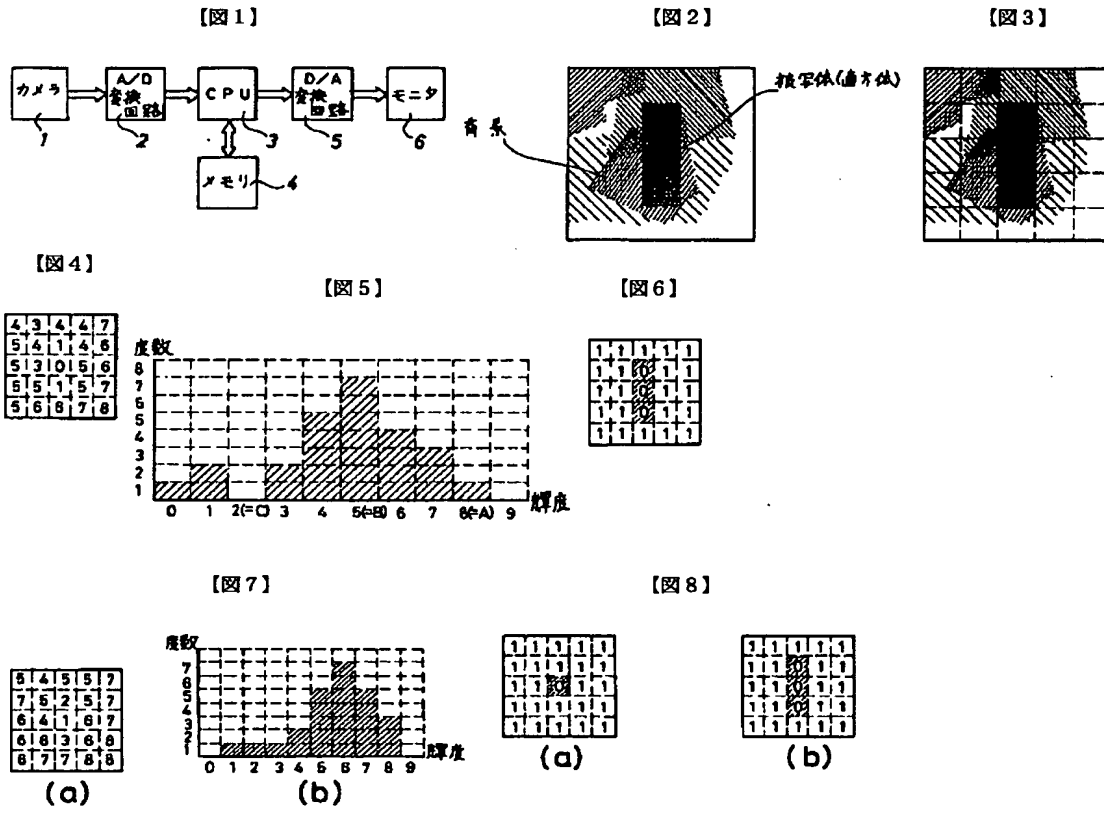 【図1】
【図2】
【図3】
カメラ
A/D
変換
回路
CPU
D/A
変換
回路
モニタ
1
2
3
5
6
メモリ
4
被写体(直方体)
背景
【図4】
【図5】
【図6】
4 3 4 4 7
5 4 1 4 6
5 3 0 5 6
5 5 1 5 7
5 6 6 7 8
度数
8
7
6
5
4
3
2
1
0 1 2(=C) 3 4 5(=B) 6 7 8(=A) 9
輝度
1 1 1 1 1
1 1 0 1 1
1 1 0 1 1
1 1 0 1 1
1 1 1 1 1
【図7】
【図8】
5 4 5 5 7
7 5 2 5 7
6 4 1 6 7
6 6 3 6 8
6 7 7 8 8
(a)
度数
7
6
5
4
3
2
1
0 1 2 3 4 5 6 7 8 9
輝度
(b)
1 1 1 1 1
1 1 1 1 1
1 1 0 1 1
1 1 1 1 1
1 1 1 1 1
(a)
1 1 1 1 1
1 1 0 1 1
1 1 0 1 1
1 1 0 1 1
1 1 1 1 1
(b)